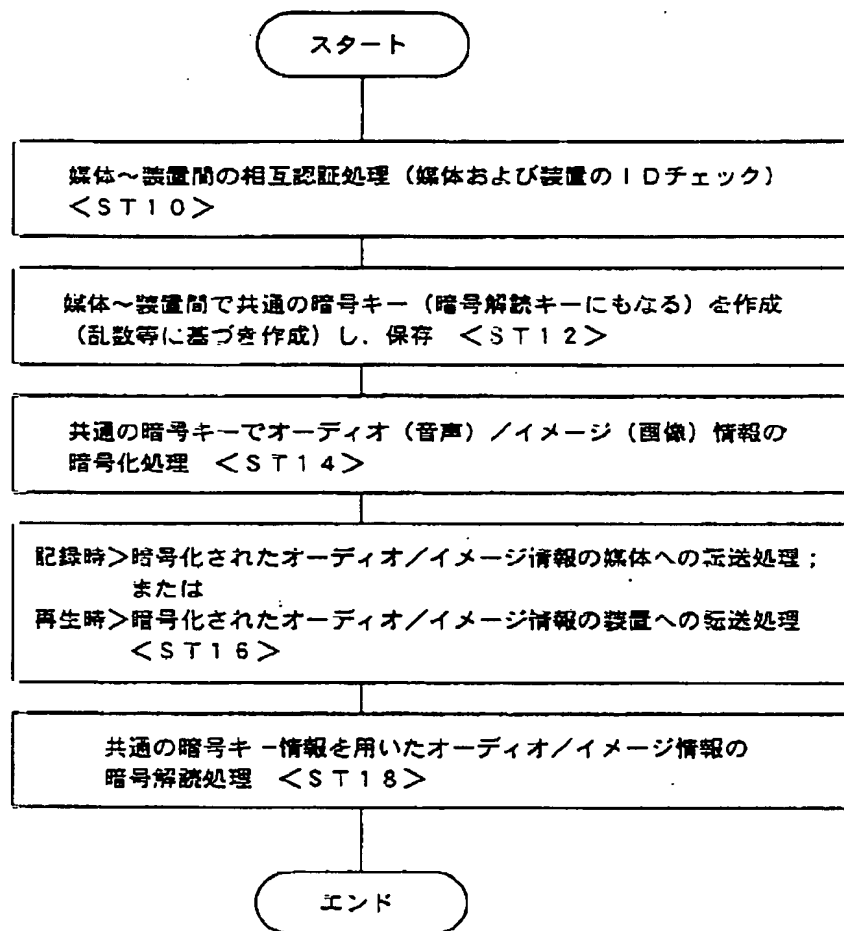 スタート
媒体～装置間の相互認証処理（媒体および装置のＩＤチェック）
＜ＳＴ１０＞
媒体～装置間で共通の暗号キー（暗号解読キーにもなる）を作成
（乱数等に基づき作成）し、保存　＜ＳＴ１２＞
共通の暗号キーでオーディオ（音声）／イメージ（画像）情報の
暗号化処理　＜ＳＴ１４＞
記録時＞暗号化されたオーディオ／イメージ情報の媒体への転送処理；
または
再生時＞暗号化されたオーディオ／イメージ情報の装置への転送処理
＜ＳＴ１６＞
共通の暗号キー情報を用いたオーディオ／イメージ情報の
暗号解読処理　＜ＳＴ１８＞
エンド